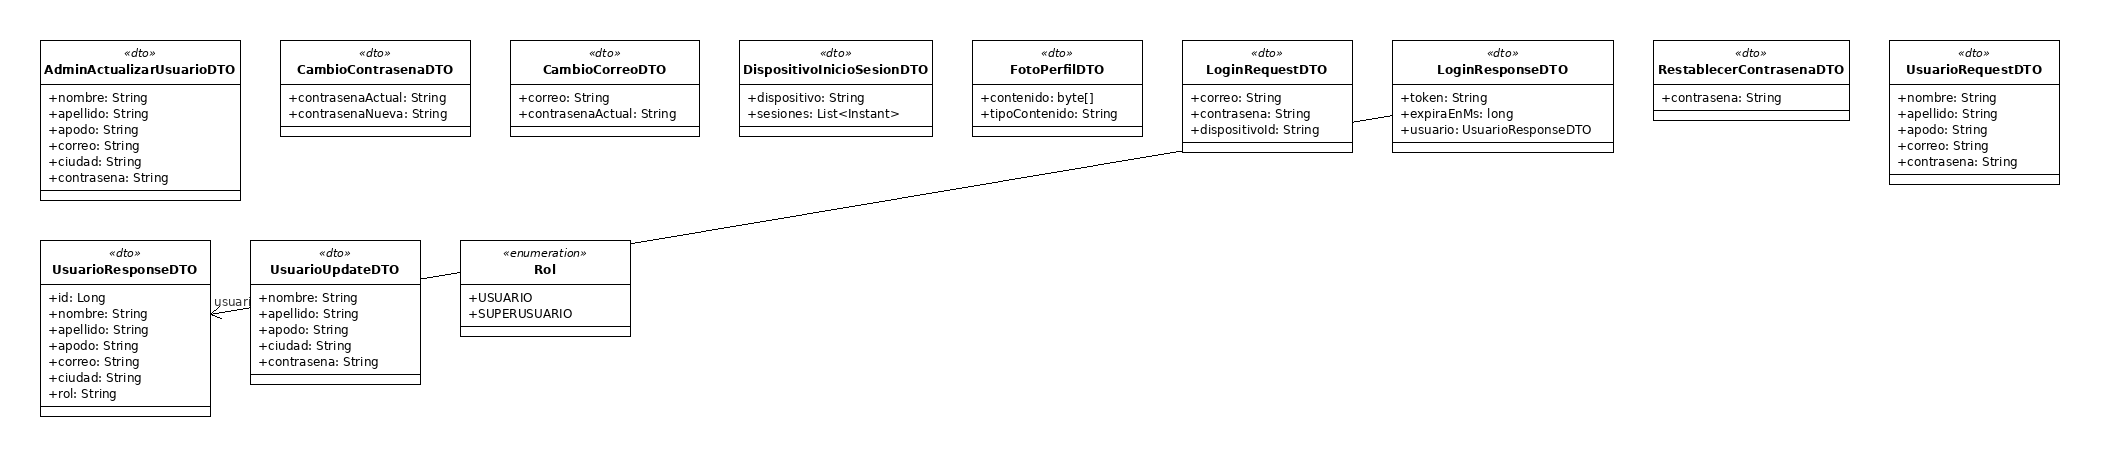 «dto»
AdminActualizarUsuarioDTO
+nombre: String
+apellido: String
+apodo: String
+correo: String
+ciudad: String
+contrasena: String
«dto»
CambioContrasenaDTO
+contrasenaActual: String
+contrasenaNueva: String
«dto»
CambioCorreoDTO
+correo: String
+contrasenaActual: String
«dto»
DispositivoInicioSesionDTO
+dispositivo: String
+sesiones: List<Instant>
«dto»
FotoPerfilDTO
+contenido: byte[]
+tipoContenido: String
«dto»
LoginRequestDTO
+correo: String
+contrasena: String
+dispositivoId: String
«dto»
LoginResponseDTO
+token: String
+expiraEnMs: long
+usuario: UsuarioResponseDTO
«dto»
RestablecerContrasenaDTO
+contrasena: String
«dto»
UsuarioRequestDTO
+nombre: String
+apellido: String
+apodo: String
+correo: String
+contrasena: String
«dto»
UsuarioResponseDTO
+id: Long
+nombre: String
+apellido: String
+apodo: String
+correo: String
+ciudad: String
+rol: String
usuari
«dto»
UsuarioUpdateDTO
+nombre: String
+apellido: String
+apodo: String
+ciudad: String
+contrasena: String
«enumeration»
Rol
+USUARIO
+SUPERUSUARIO